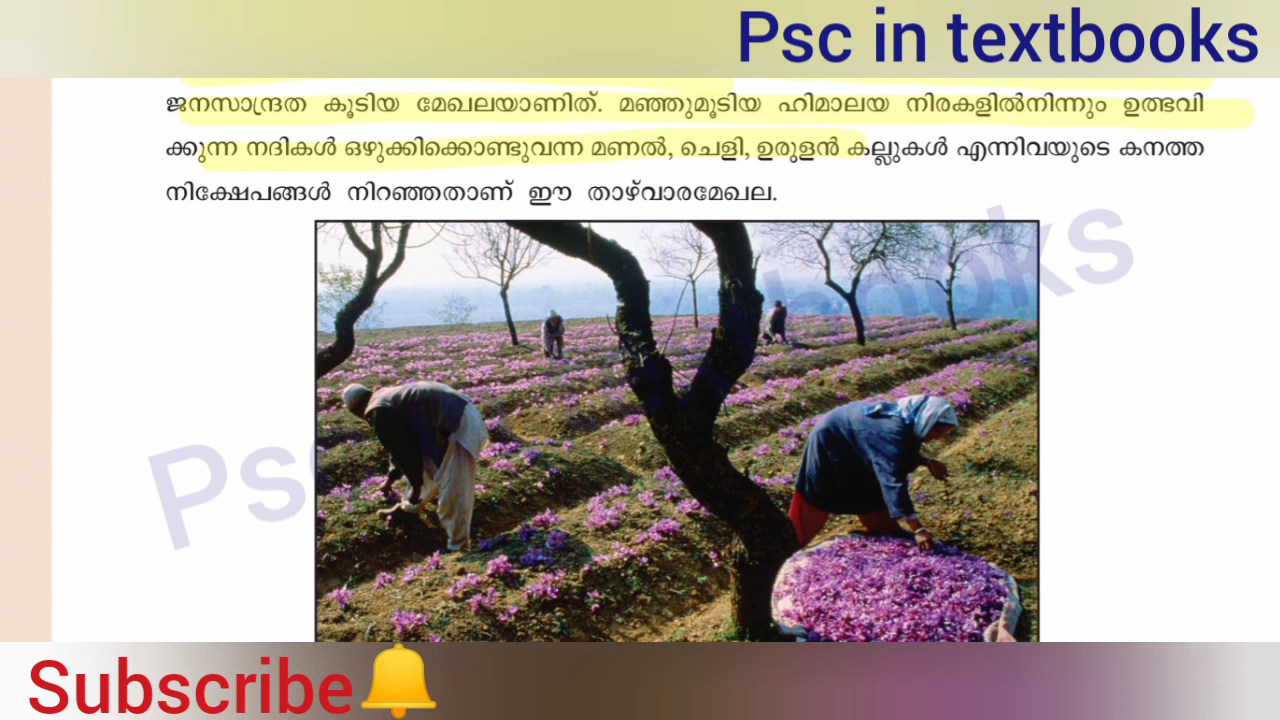 Psc in textbooks
ജനസാന്ദ്രത കൂടിയ മേഖലയാണിത്. മഞ്ഞുമൂടിയ ഹിമാലയ നിരകളിൽനിന്നും ഉത്ഭവി
ക്കുന്ന നദികൾ ഒഴുക്കിക്കൊണ്ടുവന്ന മണൽ, ചെളി, ഉരുളൻ കല്ലുകൾ എന്നിവയുടെ കനത്ത
നിക്ഷേപങ്ങൾ നിറഞ്ഞതാണ് ഈ താഴ്വാരമേഖല.
Subscribe